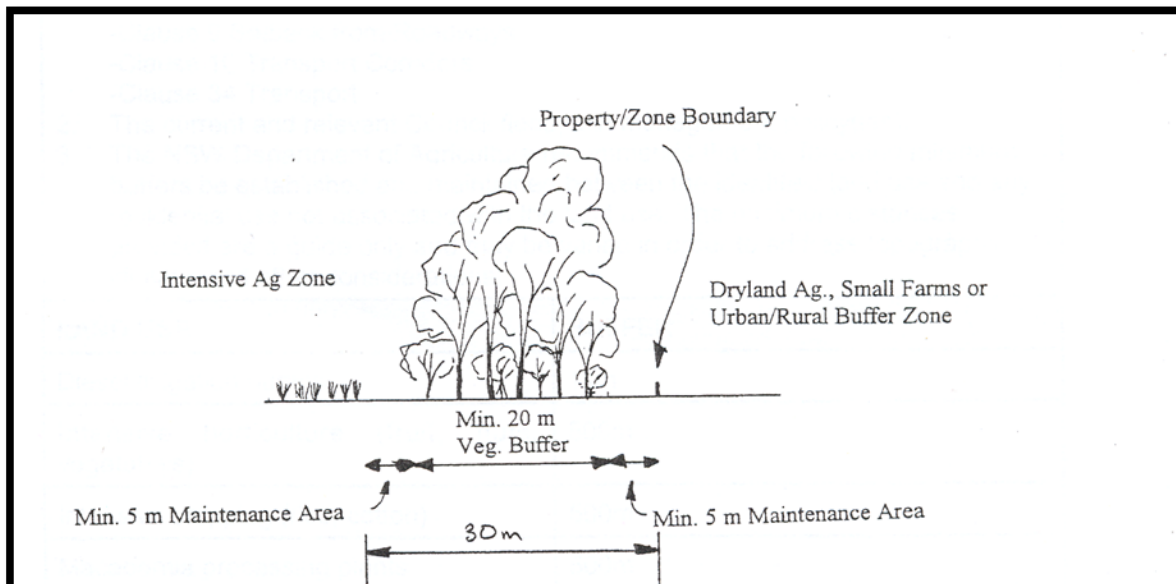 Property/Zone Boundary
Intensive Ag Zone
Dryland Ag., Small Farms or
Urban/Rural Buffer Zone
Min. 20 m
Veg. Buffer
Min. 5 m Maintenance Area
Min. 5 m Maintenance Area
30m